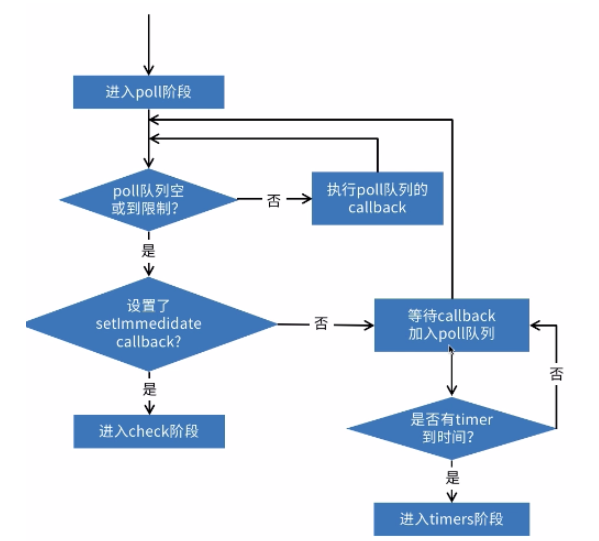 进入poll阶段
poll队列空
或到限制?
否
执行poll队列的
callback
是
设置了
setImmedidate
callback?
否
等待callback
加入poll队列
否
是
进入check阶段
是否有timer
到时间?
是
进入timers阶段